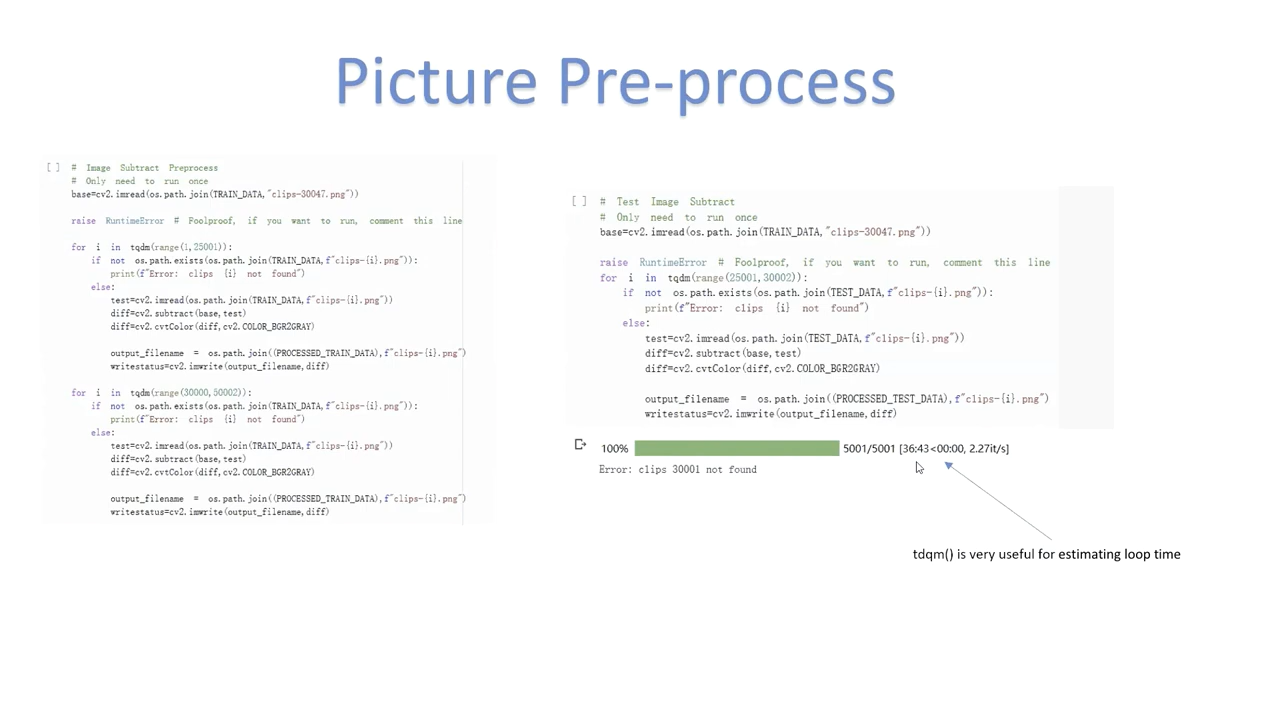 Picture Pre-process
[ ] # Image Subtract Preprocess
# Only need to run once
base=cv2.imread(os.path.join(TRAIN_DATA,"clips-30047.png"))
raise RuntimeError # Foolproof, if you want to run, comment this line
for i in tqdm(range(1,25001)):
if not os.path.exists(os.path.join(TRAIN_DATA,f"clips-{i}.png")):
print(f"Error: clips {i} not found")
else:
test=cv2.imread(os.path.join(TRAIN_DATA,f"clips-{i}.png"))
diff=cv2.subtract(base,test)
diff=cv2.cvtColor(diff,cv2.COLOR_BGR2GRAY)
output_filename = os.path.join((PROCESSED_TRAIN_DATA),f"clips-{i}.png")
writestatus=cv2.imwrite(output_filename,diff)
for i in tqdm(range(30000,50002)):
if not os.path.exists(os.path.join(TRAIN_DATA,f"clips-{i}.png")):
print(f"Error: clips {i} not found")
else:
test=cv2.imread(os.path.join(TRAIN_DATA,f"clips-{i}.png"))
diff=cv2.subtract(base,test)
diff=cv2.cvtColor(diff,cv2.COLOR_BGR2GRAY)
output_filename = os.path.join((PROCESSED_TRAIN_DATA),f"clips-{i}.png")
writestatus=cv2.imwrite(output_filename,diff)
[ ] # Test Image Subtract
# Only need to run once
base=cv2.imread(os.path.join(TRAIN_DATA,"clips-30047.png"))
raise RuntimeError # Foolproof, if you want to run, comment this line
for i in tqdm(range(25001,30002)):
if not os.path.exists(os.path.join(TEST_DATA,f"clips-{i}.png")):
print(f"Error: clips {i} not found")
else:
test=cv2.imread(os.path.join(TEST_DATA,f"clips-{i}.png"))
diff=cv2.subtract(base,test)
diff=cv2.cvtColor(diff,cv2.COLOR_BGR2GRAY)
output_filename = os.path.join((PROCESSED_TEST_DATA),f"clips-{i}.png")
writestatus=cv2.imwrite(output_filename,diff)
100% 5001/5001 [36:43<00:00, 2.27it/s]
Error: clips 30001 not found
tdqm() is very useful for estimating loop time